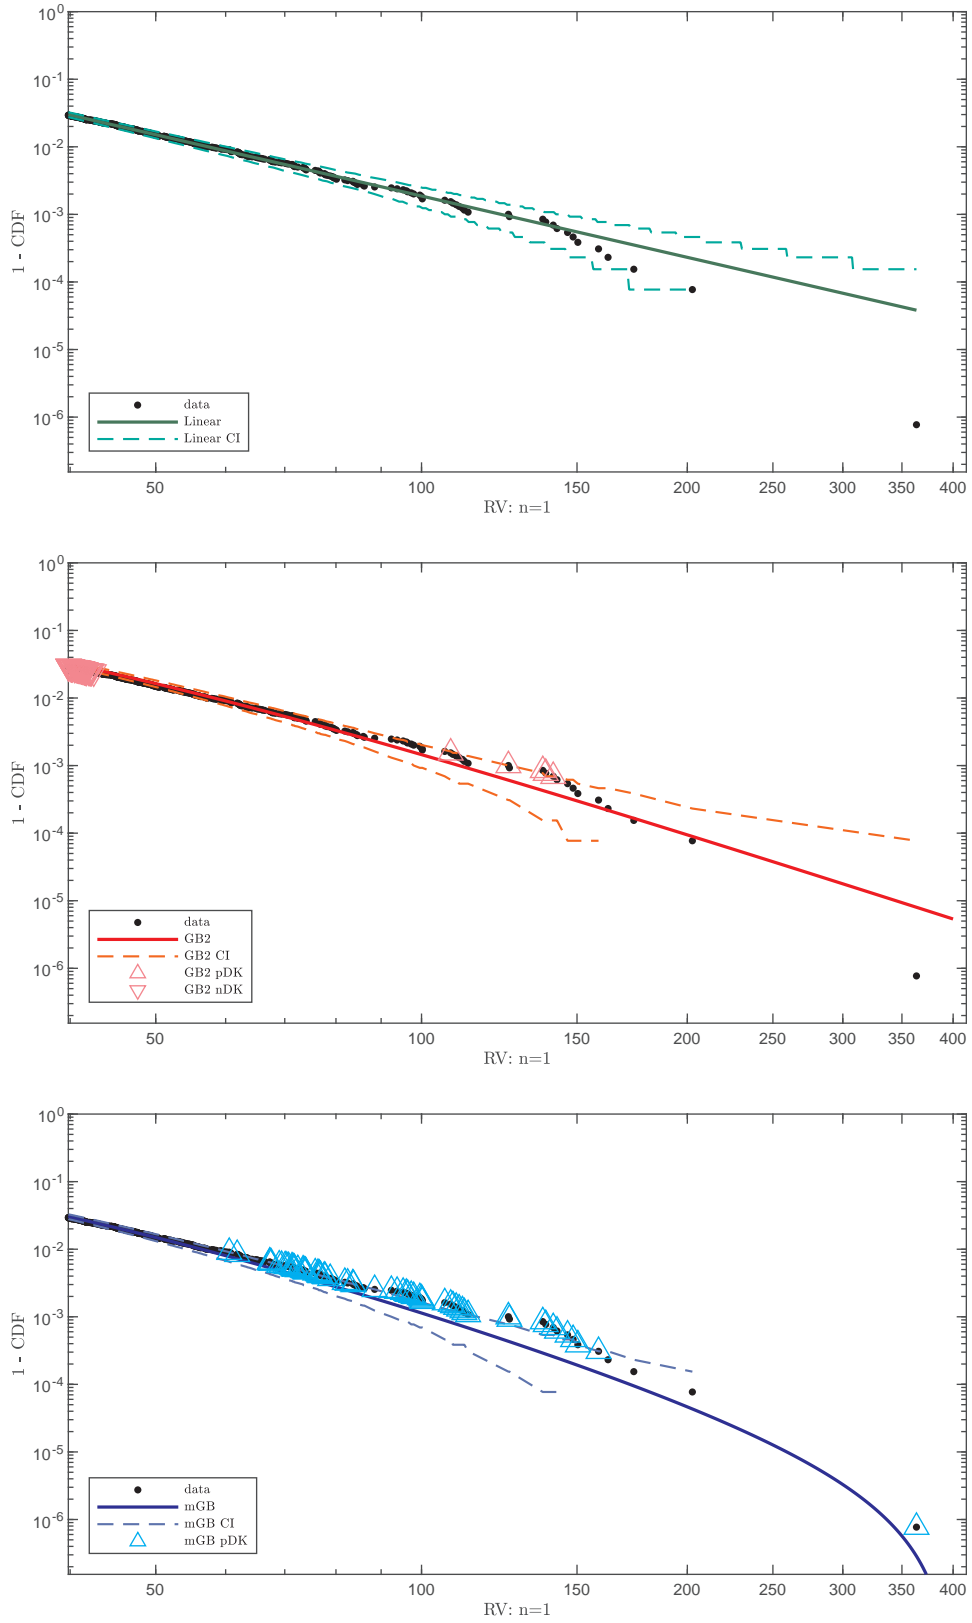 10^0
10^-1
10^-2
10^-3
10^-4
10^-5
10^-6
1 - CDF
data
Linear
Linear CI
50 100 150 200 250 300 350 400
RV: n=1
10^0
10^-1
10^-2
10^-3
10^-4
10^-5
10^-6
1 - CDF
data
GB2
GB2 CI
GB2 pDK
GB2 nDK
50 100 150 200 250 300 350 400
RV: n=1
10^0
10^-1
10^-2
10^-3
10^-4
10^-5
10^-6
1 - CDF
data
mGB
mGB CI
mGB pDK
50 100 150 200 250 300 350 400
RV: n=1